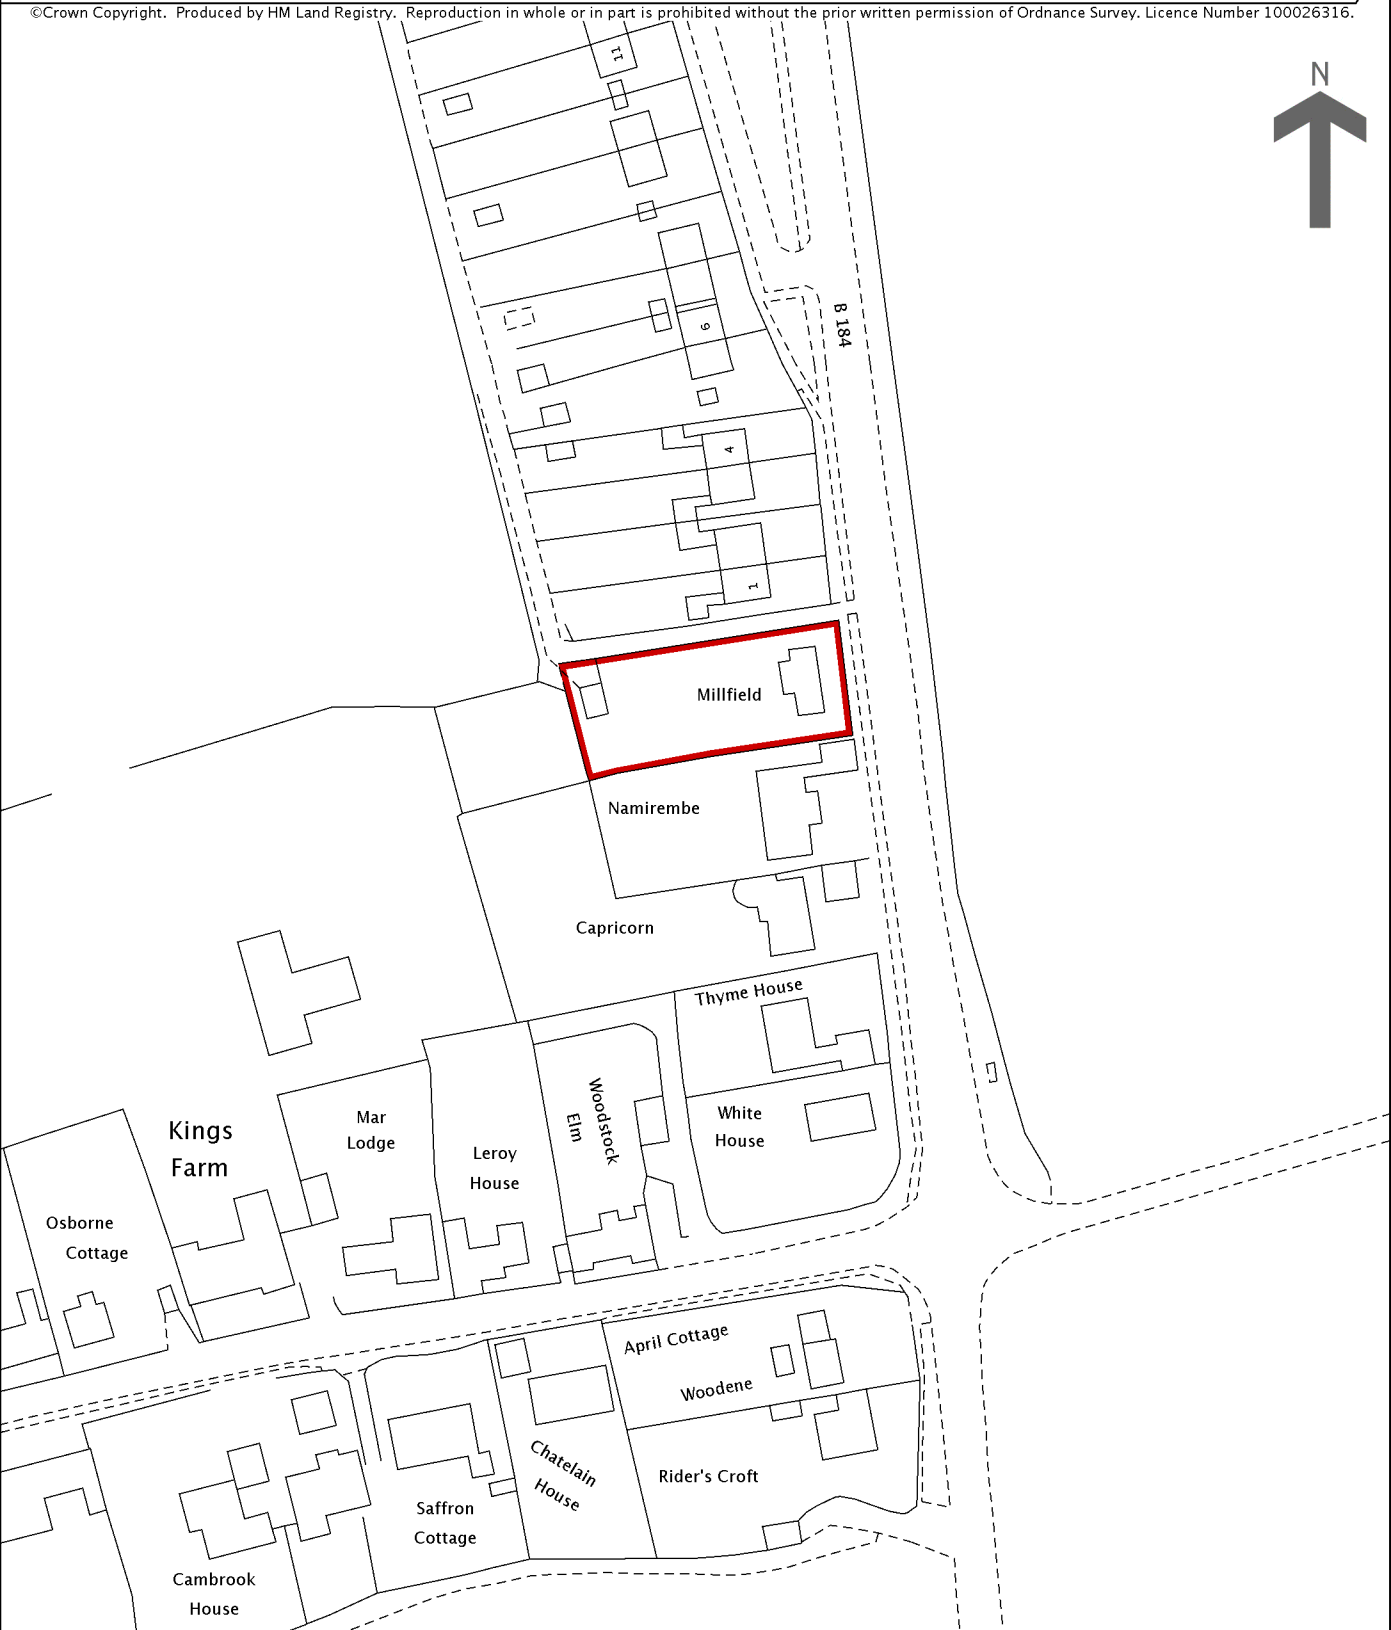 ©Crown Copyright. Produced by HM Land Registry. Reproduction in whole or in part is prohibited without the prior written permission of Ordnance Survey. Licence Number 100026316.
N
11
B 184
6
4
1
Millfield
Namirembe
Capricorn
Thyme House
Woodstock
Elm
White
House
Mar
Lodge
Kings
Farm
Leroy
House
Osborne
Cottage
April Cottage
Woodene
Chatelain
House
Rider's Croft
Saffron
Cottage
Cambrook
House